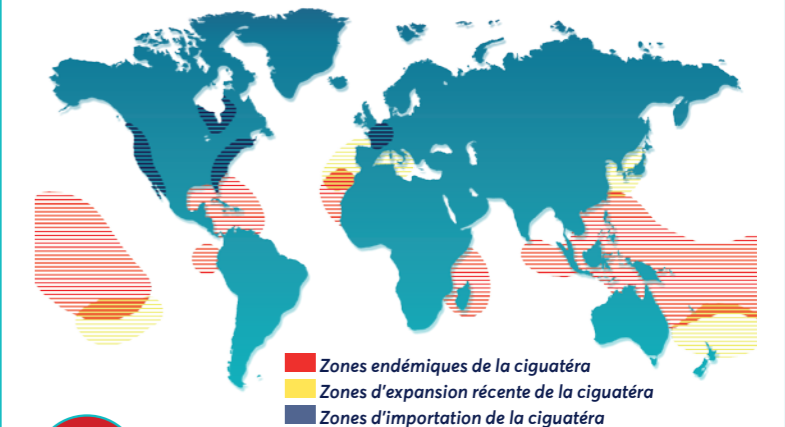 Zones endémiques de la ciguatéra
Zones d'expansion récente de la ciguatéra
Zones d'importation de la ciguatéra